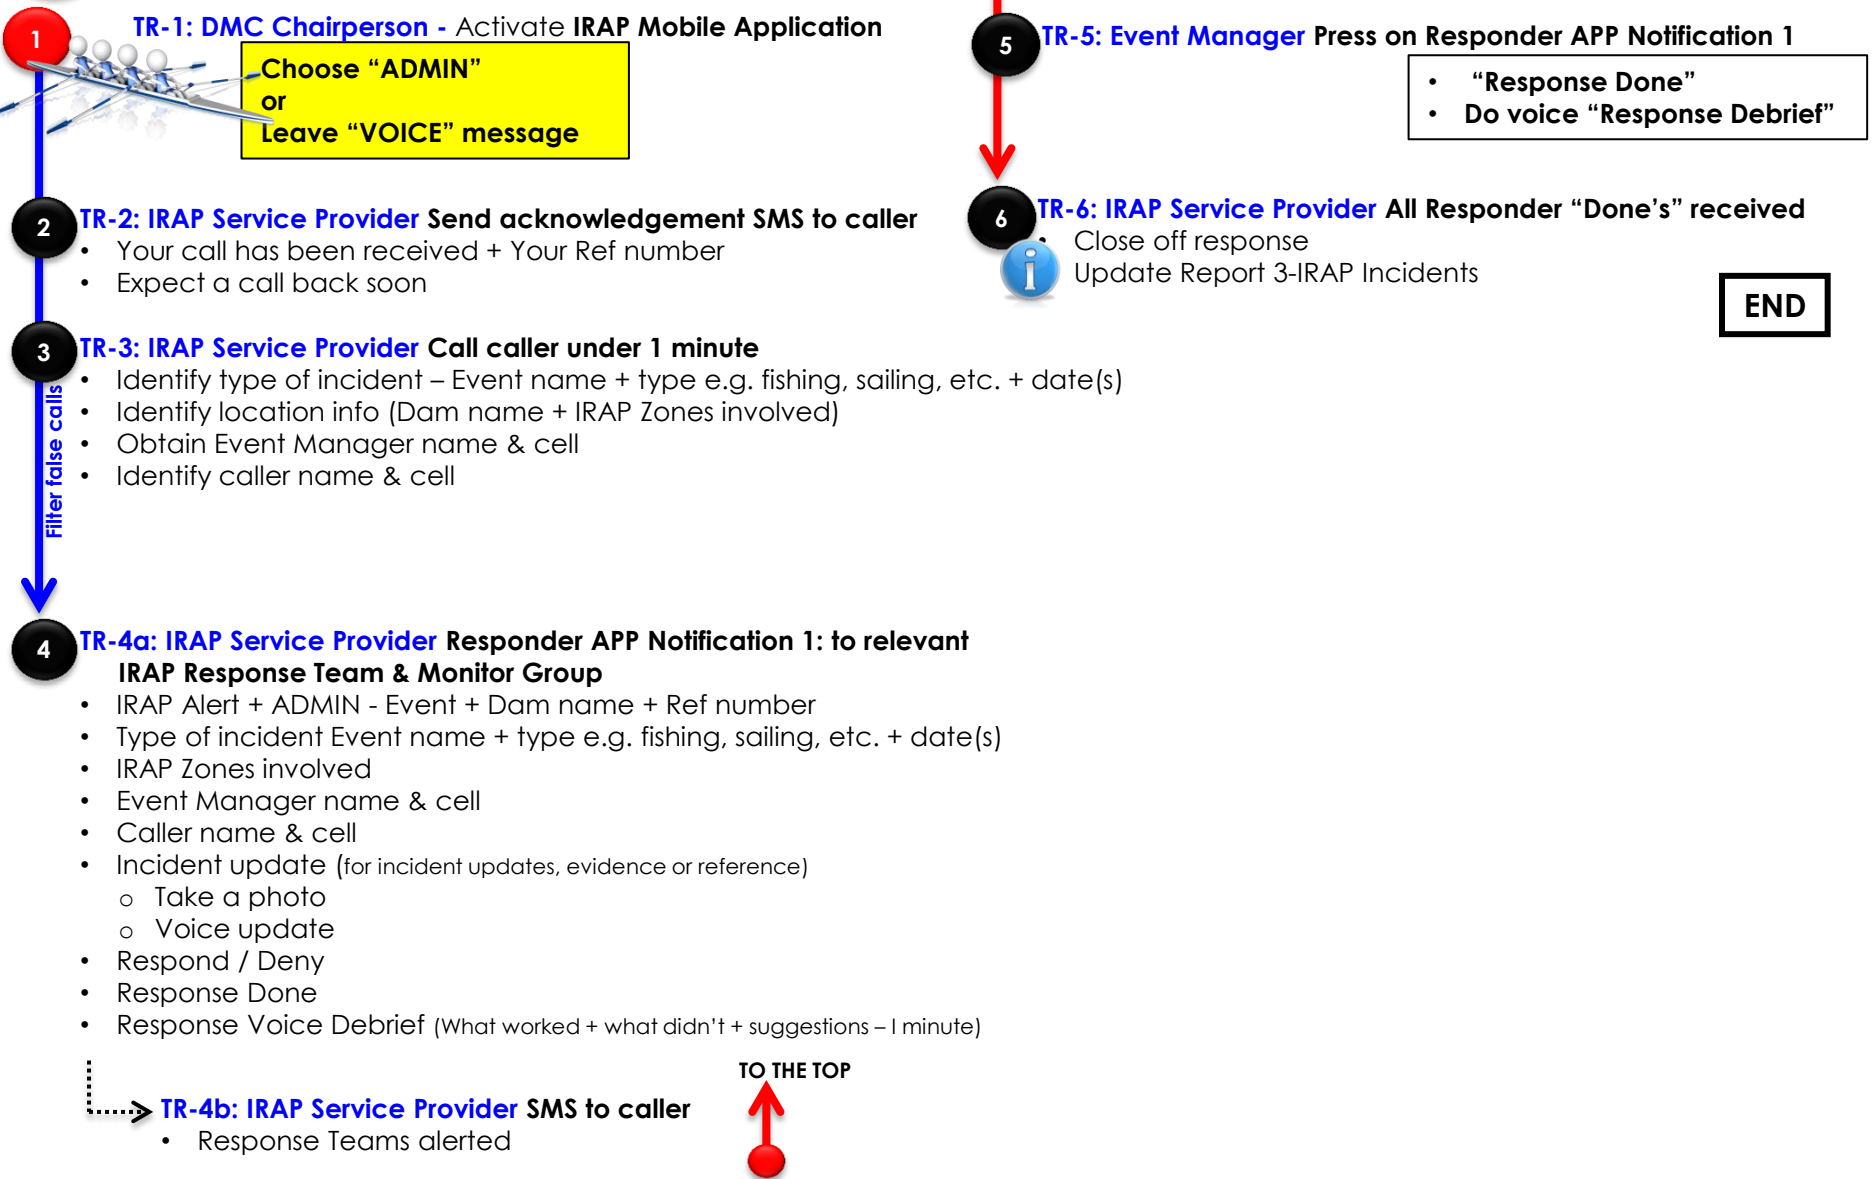 1
TR-1: DMC Chairperson - Activate IRAP Mobile Application
Choose “ADMIN”
or
Leave “VOICE” message
2
TR-2: IRAP Service Provider Send acknowledgement SMS to caller
• Your call has been received + Your Ref number
• Expect a call back soon
3
TR-3: IRAP Service Provider Call caller under 1 minute
• Identify type of incident – Event name + type e.g. fishing, sailing, etc. + date(s)
• Identify location info (Dam name + IRAP Zones involved)
• Obtain Event Manager name & cell
• Identify caller name & cell
Filter false calls
4
TR-4a: IRAP Service Provider Responder APP Notification 1: to relevant
IRAP Response Team & Monitor Group
• IRAP Alert + ADMIN - Event + Dam name + Ref number
• Type of incident Event name + type e.g. fishing, sailing, etc. + date(s)
• IRAP Zones involved
• Event Manager name & cell
• Caller name & cell
• Incident update (for incident updates, evidence or reference)
o Take a photo
o Voice update
• Respond / Deny
• Response Done
• Response Voice Debrief (What worked + what didn’t + suggestions – I minute)
TR-4b: IRAP Service Provider SMS to caller
• Response Teams alerted
TO THE TOP
5
TR-5: Event Manager Press on Responder APP Notification 1
• “Response Done”
• Do voice “Response Debrief”
6
TR-6: IRAP Service Provider All Responder “Done’s” received
• Close off response
i
Update Report 3-IRAP Incidents
END